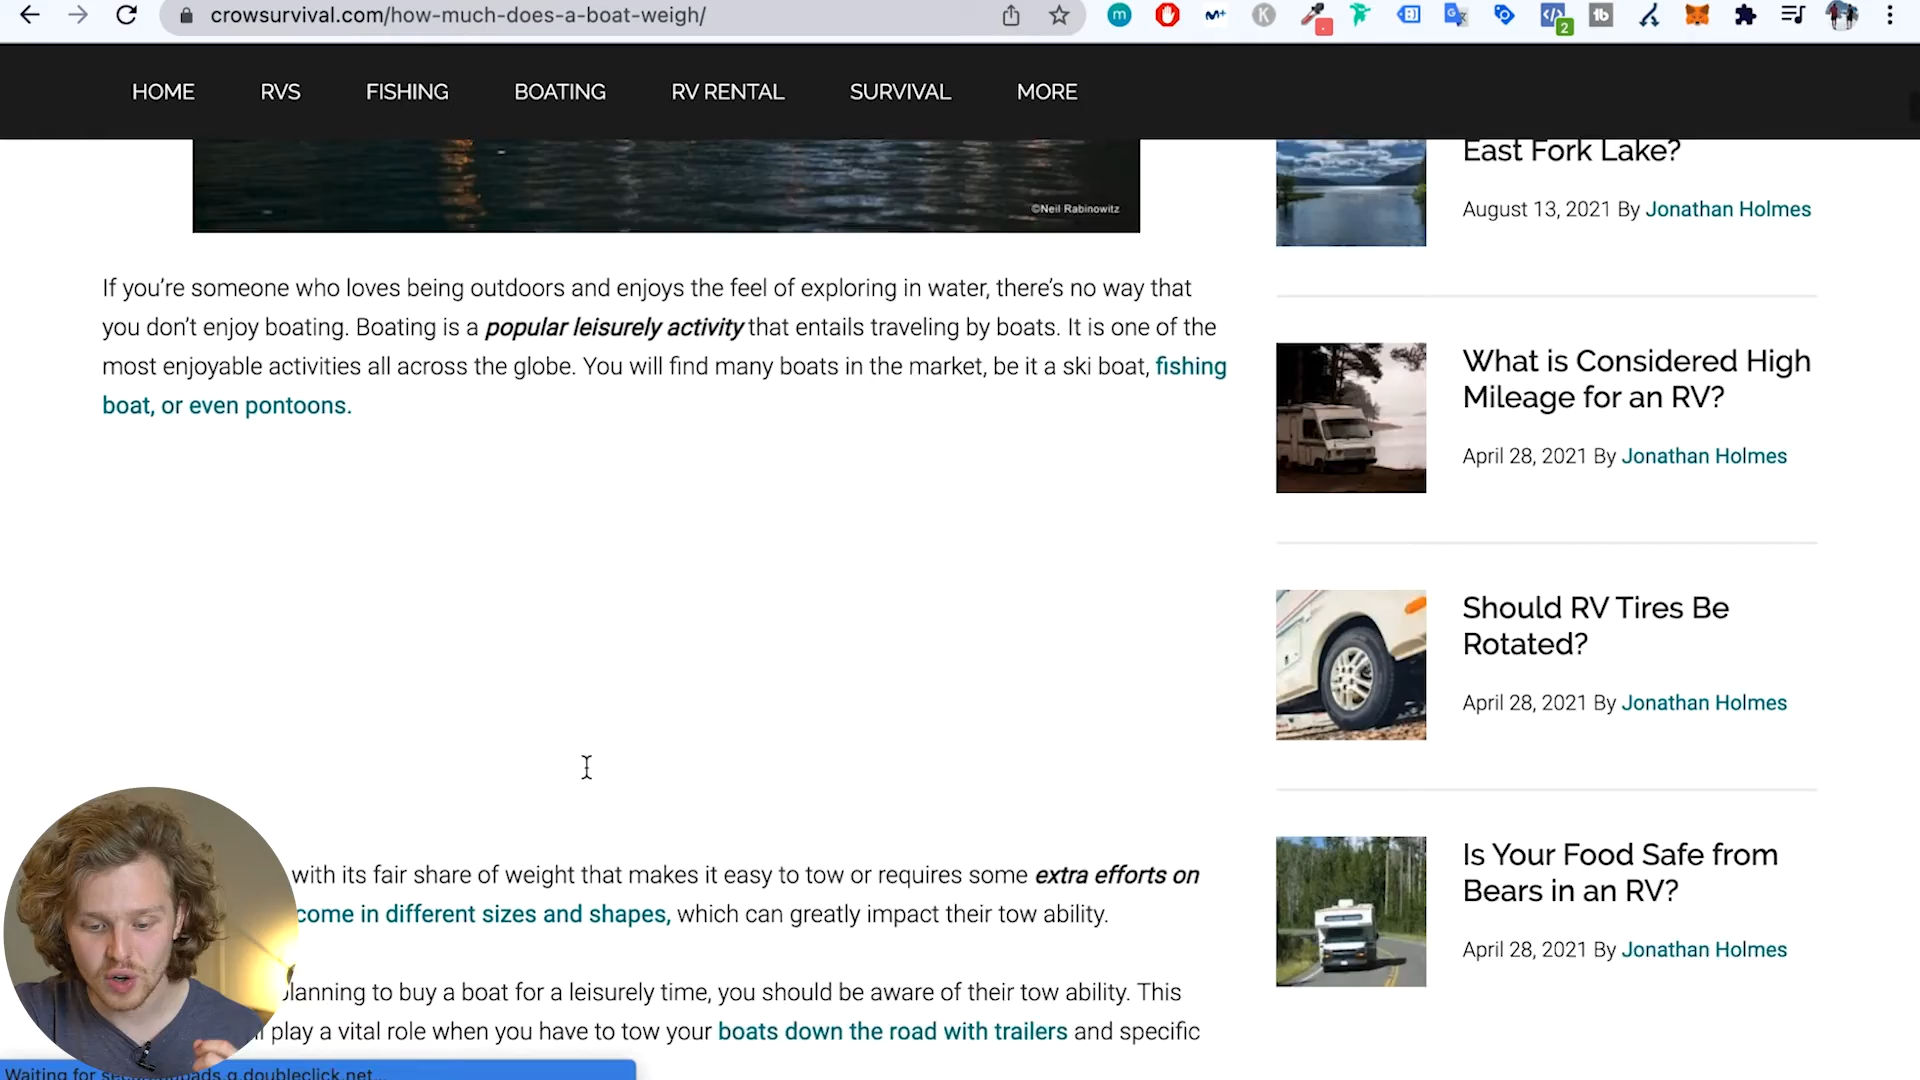 crowsurvival.com/how-much-does-a-boat-weigh/
2
HOME RVS FISHING BOATING RV RENTAL SURVIVAL MORE
©Neil Rabinowitz
If you’re someone who loves being outdoors and enjoys the feel of exploring in water, there’s no way that
you don’t enjoy boating. Boating is a popular leisurely activity that entails traveling by boats. It is one of the
most enjoyable activities all across the globe. You will find many boats in the market, be it a ski boat, fishing
boat, or even pontoons.
with its fair share of weight that makes it easy to tow or requires some extra efforts on
come in different sizes and shapes, which can greatly impact their tow ability.
planning to buy a boat for a leisurely time, you should be aware of their tow ability. This
play a vital role when you have to tow your boats down the road with trailers and specific
East Fork Lake?
August 13, 2021 By Jonathan Holmes
What is Considered High
Mileage for an RV?
April 28, 2021 By Jonathan Holmes
Should RV Tires Be
Rotated?
April 28, 2021 By Jonathan Holmes
Is Your Food Safe from
Bears in an RV?
April 28, 2021 By Jonathan Holmes
Waiting for g.doubleclick.net...